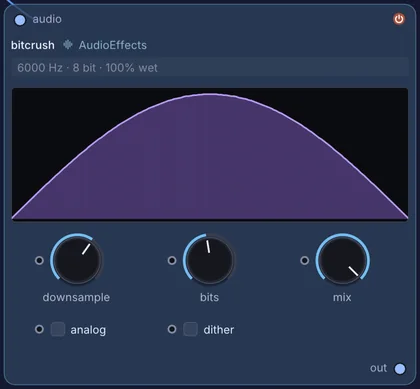 audio
bitcrush AudioEffects
6000 Hz · 8 bit · 100% wet
downsample bits mix
analog dither
out